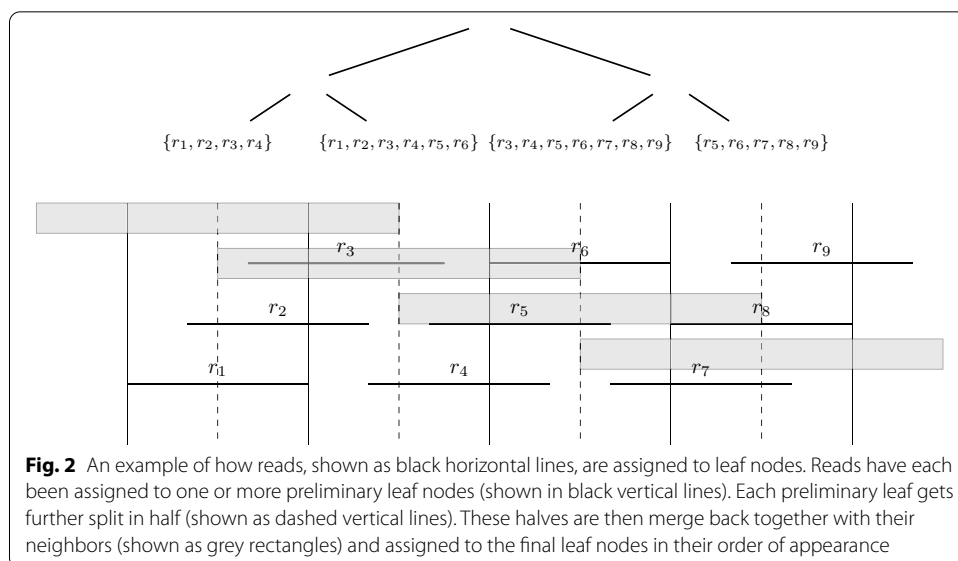 {r₁, r₂, r₃, r₄} {r₁, r₂, r₃, r₄, r₅, r₆} {r₃, r₄, r₅, r₆, r₇, r₈, r₉} {r₅, r₆, r₇, r₈, r₉}
r₃ r₆ r₉
r₂ r₅ r₈
r₁ r₄ r₇
Fig. 2 An example of how reads, shown as black horizontal lines, are assigned to leaf nodes. Reads have each
been assigned to one or more preliminary leaf nodes (shown in black vertical lines). Each preliminary leaf gets
further split in half (shown as dashed vertical lines). These halves are then merge back together with their
neighbors (shown as grey rectangles) and assigned to the final leaf nodes in their order of appearance